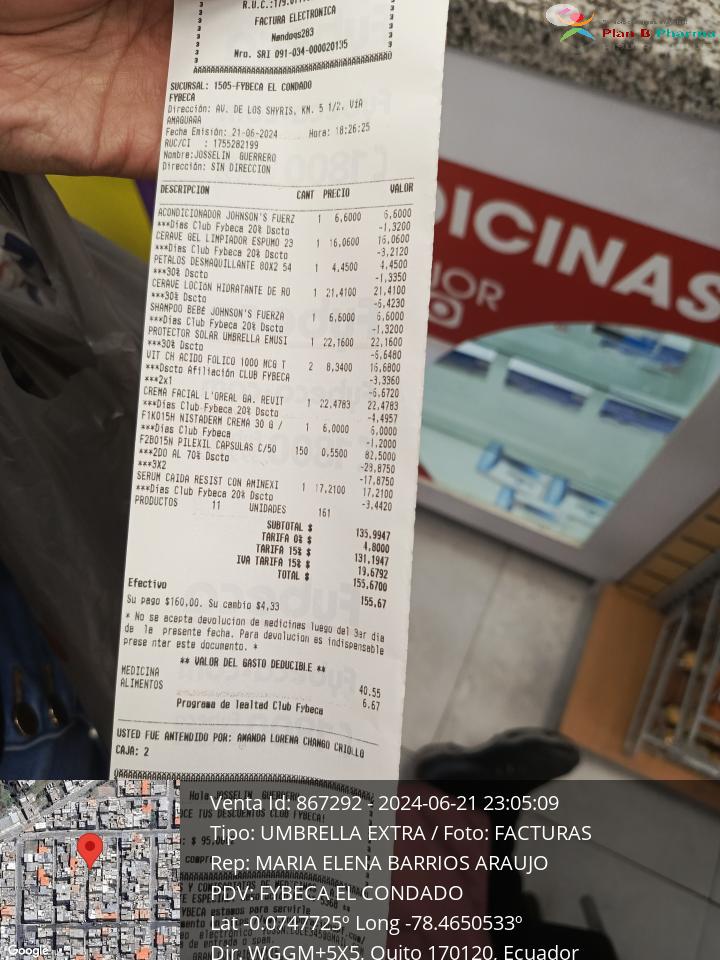 Plan B Pharma
FACTURA ELECTRONICA
Nro. SRI 091-034-000020135
SUCURSAL: 1505-FYBECA EL CONDADO
FYBECA
Dirección: AV. DE LOS SHYRIS, KM. 5 1/2, VIA
AMAGUAÑA
Fecha Emisión: 21-06-2024 Hora: 18:26:25
RUC/CI : 1755282199
Nombre:JOSSELIN GUERRERO
Dirección: SIN DIRECCION
DESCRIPCION CANT PRECIO VALOR
ACONDICIONADOR JOHNSON'S FUERZ 1 6,6000 6,6000
***Días Club Fybeca 20% Dscto -1,3200
CERAVE GEL LIMPIADOR ESPUMO 23 1 16,0600 16,0600
***Días Club Fybeca 20% Dscto -3,2120
PETALOS DESMAQUILLANTE 80X2 54 1 4,4500 4,4500
***30% Dscto -1,3350
CERAVE LOCION HIDRATANTE DE RO 1 21,4100 21,4100
***30% Dscto -6,4230
SHAMPOO BEBE JOHNSON'S FUERZA 1 6,6000 6,6000
***Días Club Fybeca 20% Dscto -1,3200
PROTECTOR SOLAR UMBRELLA EMUSI 1 22,1600 22,1600
***30% Dscto -6,6480
VIT CH ACIDO FOLICO 1000 MCG T 2 8,3400 16,6800
***Dscto Afiliación CLUB FYBECA -3,3360
***2x1 -6,6720
CREMA FACIAL L'OREAL GA. REVIT 1 22,4783 22,4783
***Días Club Fybeca 20% Dscto -4,4957
F1K015H NISTADERM CREMA 30 G / 1 6,0000 6,0000
***Días Club Fybeca -1,2000
F2B015N PILEXIL CAPSULAS C/50 150 0,5500 82,5000
***2DO AL 70% Dscto -28,8750
***3X2 -17,8750
SERUM CAIDA RESIST CON AMINEXI 1 17,2100 17,2100
***Días Club Fybeca 20% Dscto -3,4420
PRODUCTOS 11 UNIDADES 161
SUBTOTAL $ 135,9947
TARIFA 0% $ 4,8000
TARIFA 15% $ 131,1947
IVA TARIFA 15% $ 19,6792
TOTAL $ 155,6700
Efectivo 155,67
Su pago $160,00. Su cambio $4,33
* No se acepta devolucion de medicinas luego del 3er dia
de la presente fecha. Para devolucion es indispensable
prese ntar este documento. *
** VALOR DEL GASTO DEDUCIBLE **
MEDICINA 40.55
ALIMENTOS 6.67
Programa de lealtad Club Fybeca
USTED FUE ANTENDIDO POR: AMANDA LORENA CHANGO CRIOLLO
CAJA: 2
DICINAS
JOR
Venta Id: 867292 - 2024-06-21 23:05:09
Tipo: UMBRELLA EXTRA / Foto: FACTURAS
Rep: MARIA ELENA BARRIOS ARAUJO
PDV: FYBECA EL CONDADO
Lat -0.0747725º Long -78.4650533º
Dir. WGGM+5X5, Quito 170120, Ecuador
Google